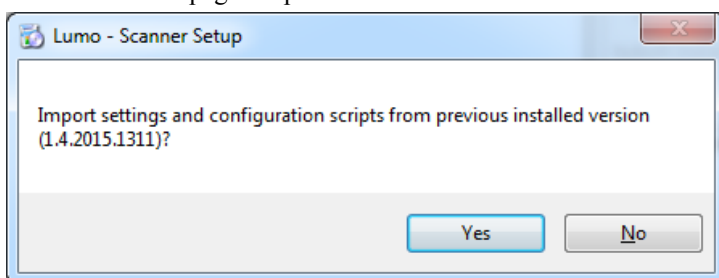 Lumo - Scanner Setup
Import settings and configuration scripts from previous installed version
(1.4.2015.1311)?
Yes
No